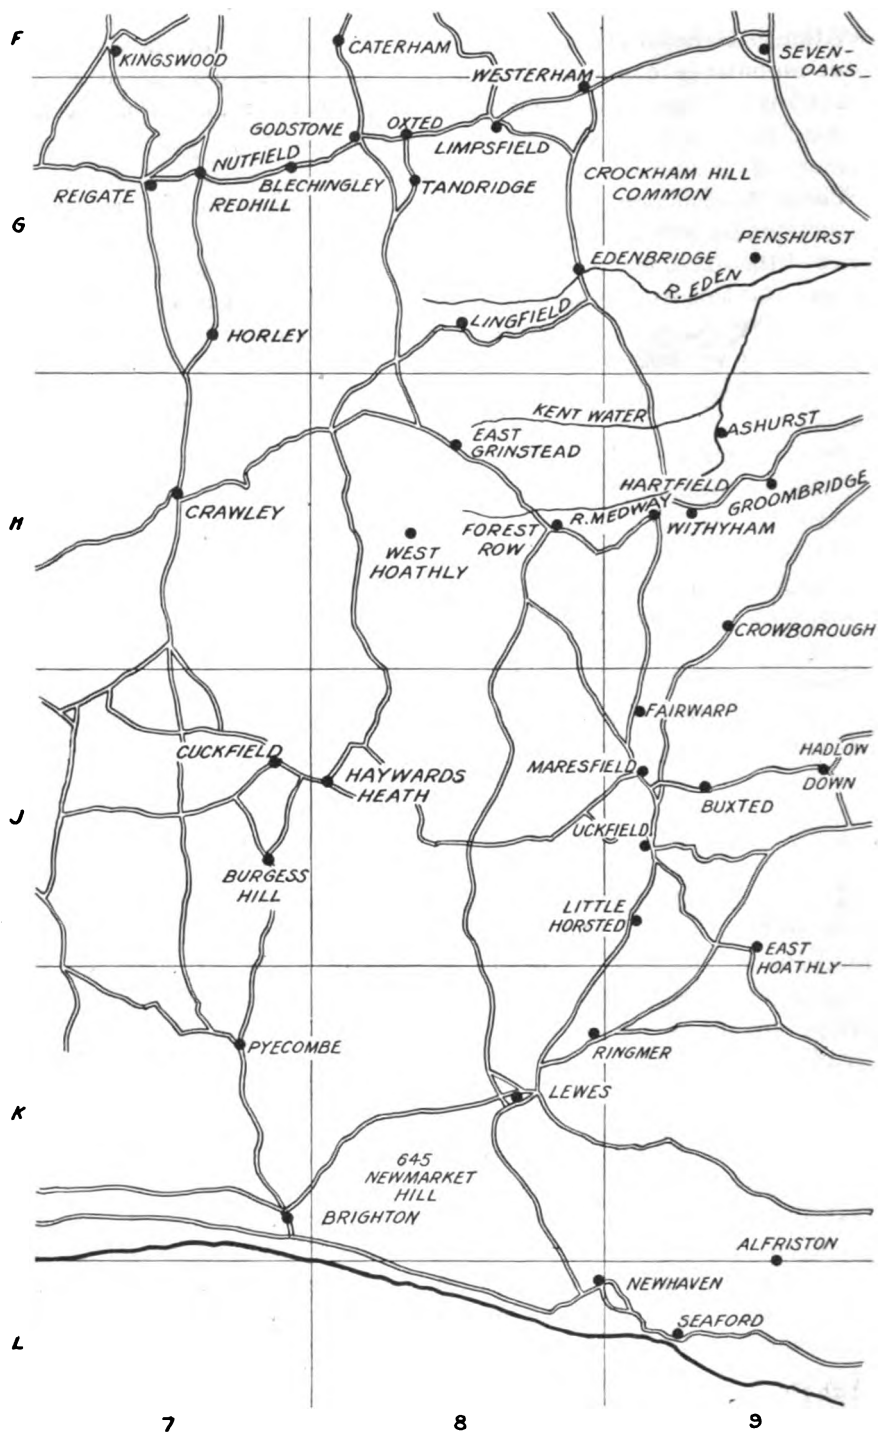 F
KINGSWOOD
CATERHAM
SEVEN-
OAKS
WESTERHAM
GODSTONE
OXTED
LIMPSFIELD
NUTFIELD
BLECHINGLEY
TANDRIDGE
CROCKHAM HILL
COMMON
REIGATE
REDHILL
G
PENSHURST
EDENBRIDGE
R. EDEN
LINGFIELD
HORLEY
KENT WATER
ASHURST
EAST
GRINSTEAD
HARTFIELD
GROOMBRIDGE
CRAWLEY
H
FOREST
ROW
R. MEDWAY
WITHYHAM
WEST
HOATHLY
CROWBOROUGH
FAIRWARP
CUCKFIELD
HAYWARDS
HEATH
MARESFIELD
HADLOW
DOWN
BUXTED
J
UCKFIELD
BURGESS
HILL
LITTLE
HORSTED
EAST
HOATHLY
PYECOMBE
RINGMER
LEWES
K
645
NEWMARKET
HILL
BRIGHTON
ALFRISTON
NEWHAVEN
SEAFORD
L
7
8
9